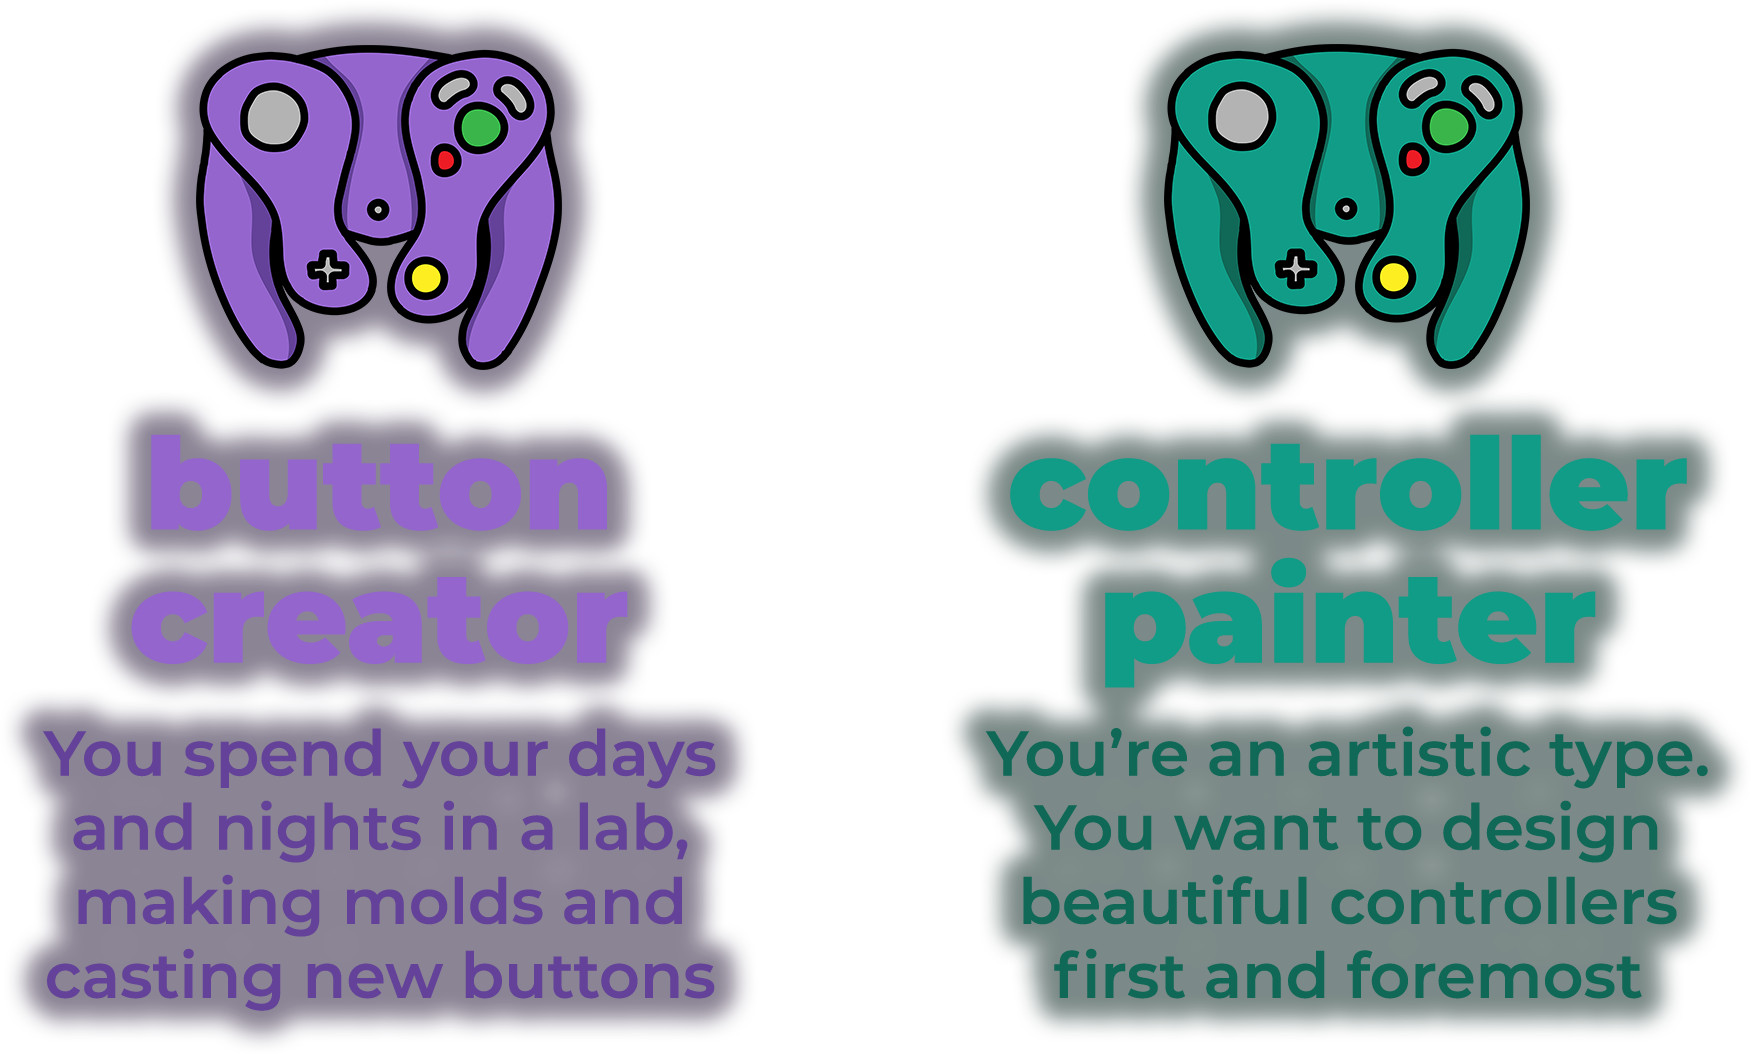 button
creator
You spend your days
and nights in a lab,
making molds and
casting new buttons
controller
painter
You’re an artistic type.
You want to design
beautiful controllers
first and foremost